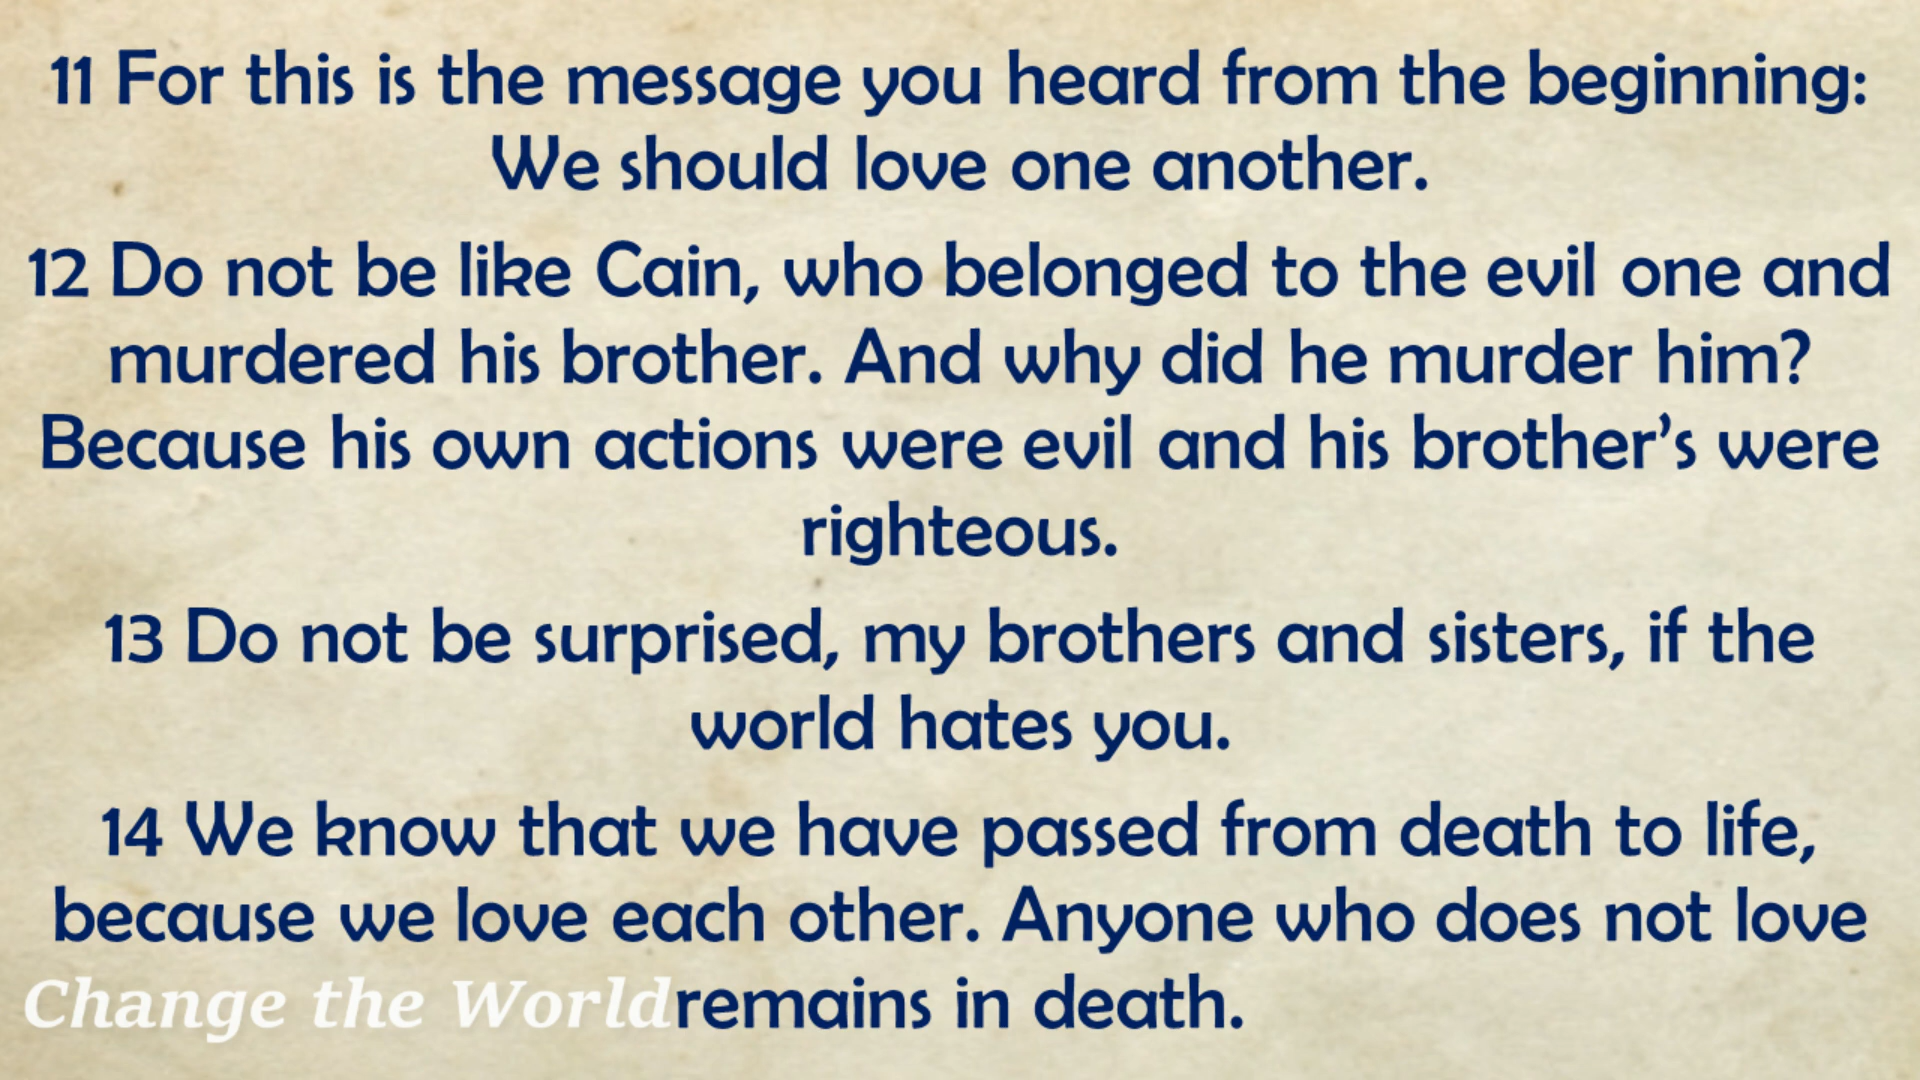 11 For this is the message you heard from the beginning:
We should love one another.
12 Do not be like Cain, who belonged to the evil one and
murdered his brother. And why did he murder him?
Because his own actions were evil and his brother’s were
righteous.
13 Do not be surprised, my brothers and sisters, if the
world hates you.
14 We know that we have passed from death to life,
because we love each other. Anyone who does not love
Change the World remains in death.